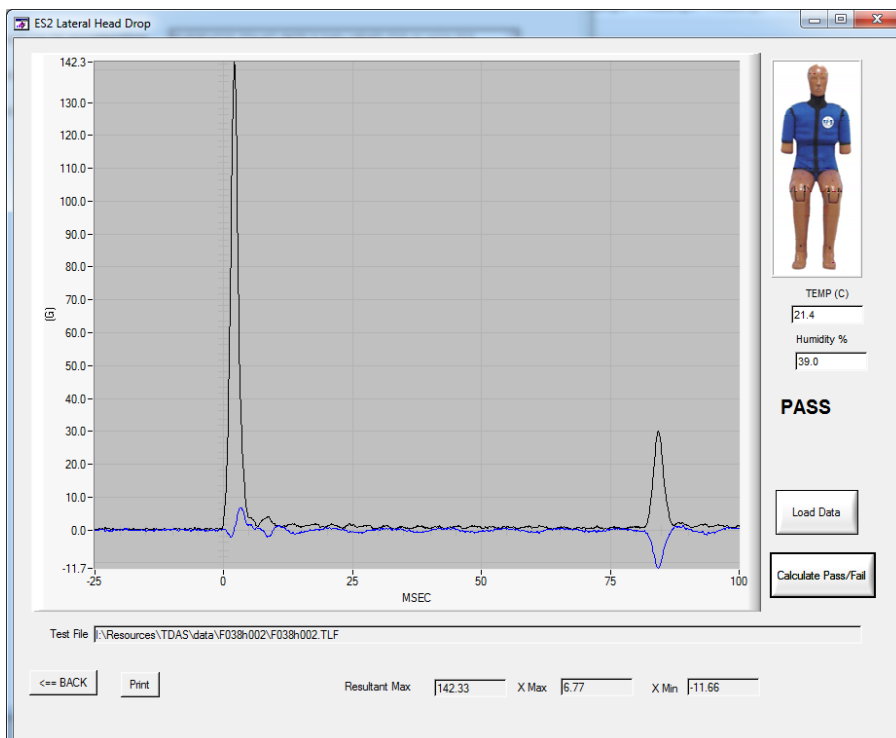 ES2 Lateral Head Drop
142.3
130.0
120.0
110.0
100.0
90.0
80.0
70.0
60.0
50.0
40.0
30.0
20.0
10.0
0.0
-11.7
(G)
-25
0
25
50
75
100
MSEC
TEMP (C)
21.4
Humidity %
39.0
PASS
Load Data
Calculate Pass/Fail
Test File I:\Resources\TDAS\data\F038h002\F038h002.TLF
<== BACK
Print
Resultant Max 142.33 X Max 6.77 X Min -11.66